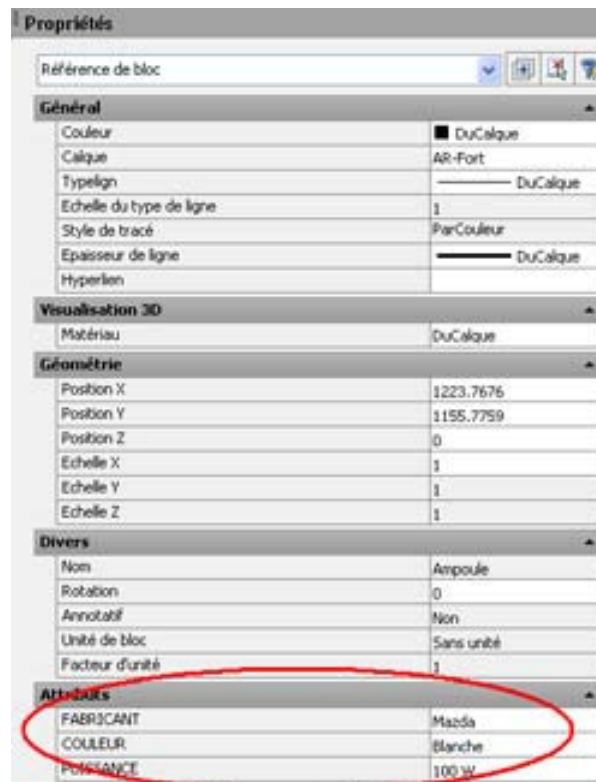 Propriétés
Référence de bloc
Général
Couleur DuCalque
Calque AR-Fort
Typelign DuCalque
Echelle du type de ligne 1
Style de tracé ParCouleur
Epaisseur de ligne DuCalque
Hyperlien
Visualisation 3D
Matériau DuCalque
Géométrie
Position X 1223.7676
Position Y 1155.7759
Position Z 0
Echelle X 1
Echelle Y 1
Echelle Z 1
Divers
Nom Ampoule
Rotation 0
Annotatif Non
Unité de bloc Sans unité
Facteur d'unité 1
Attributs
FABRICANT Mazda
COULEUR Blanche
PUISSANCE 100 W